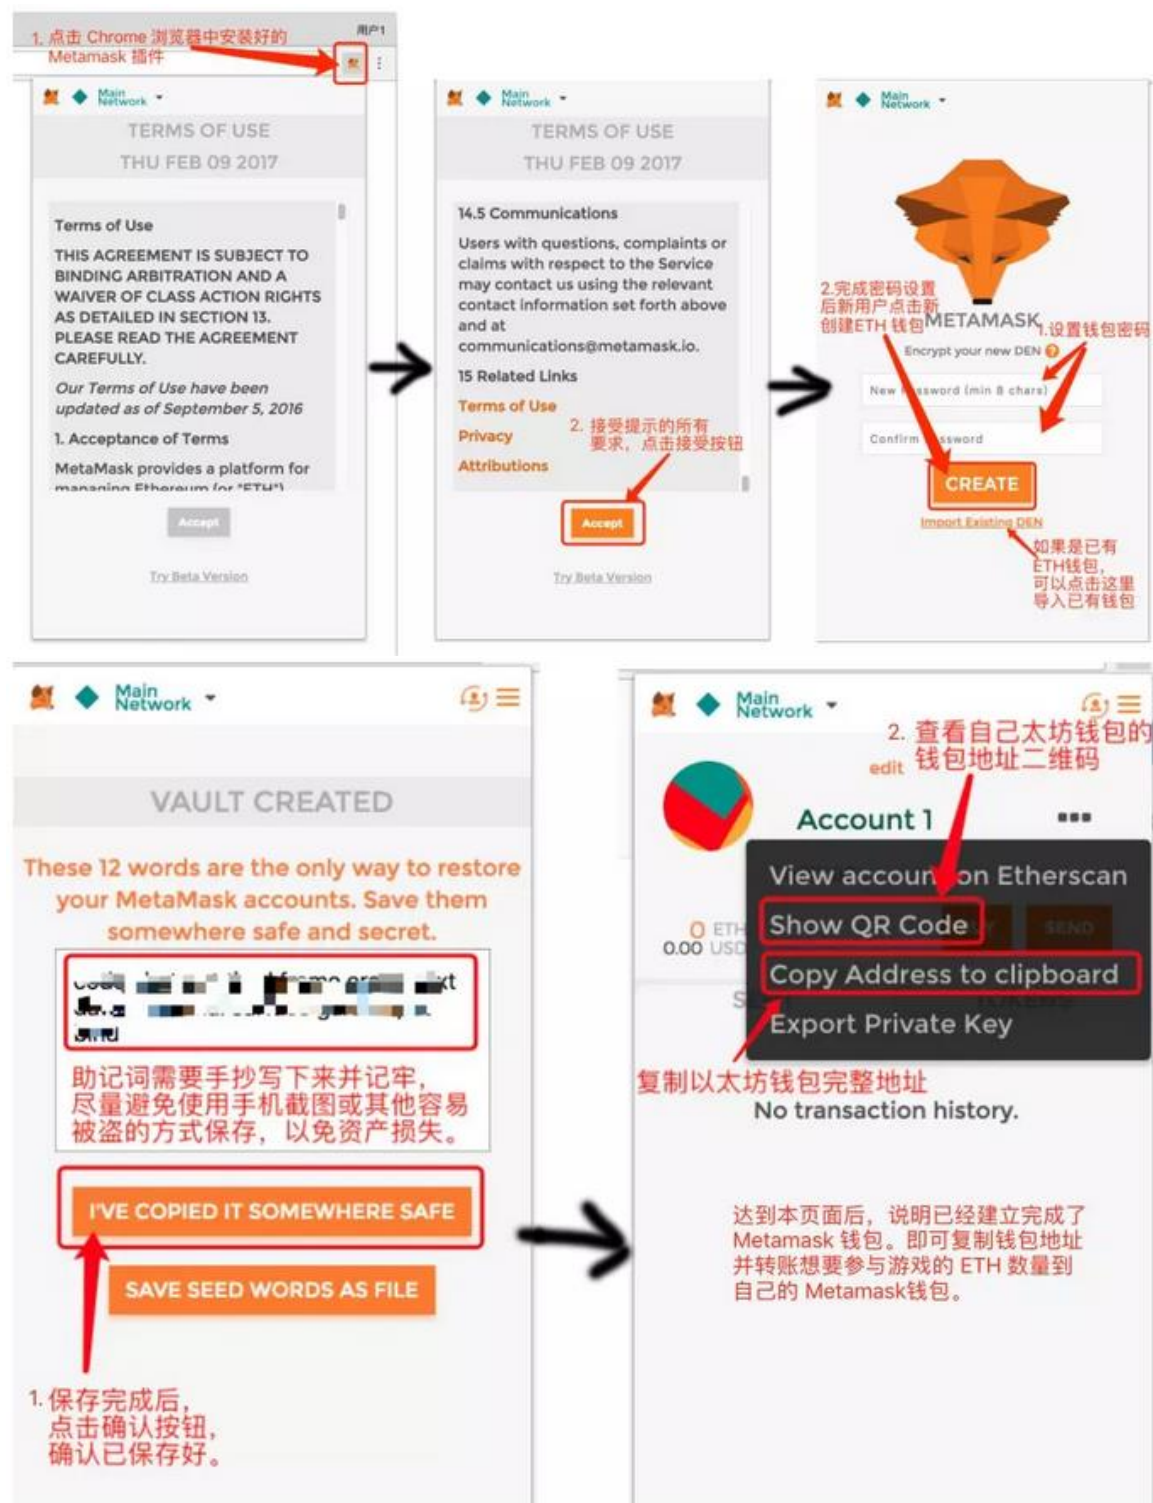 用户1
1. 点击 Chrome 浏览器中安装好的
Metamask 插件
Main
Network
TERMS OF USE
THU FEB 09 2017
Terms of Use
THIS AGREEMENT IS SUBJECT TO
BINDING ARBITRATION AND A
WAIVER OF CLASS ACTION RIGHTS
AS DETAILED IN SECTION 13.
PLEASE READ THE AGREEMENT
CAREFULLY.
Our Terms of Use have been
updated as of September 5, 2016
1. Acceptance of Terms
MetaMask provides a platform for
managing Ethereum (or "ETH")
Accept
Try Beta Version
Main
Network
TERMS OF USE
THU FEB 09 2017
14.5 Communications
Users with questions, complaints or
claims with respect to the Service
may contact us using the relevant
contact information set forth above
and at
communications@metamask.io.
15 Related Links
Terms of Use
Privacy
Attributions
2. 接受提示的所有
要求，点击接受按钮
Accept
Try Beta Version
Main
Network
2.完成密码设置
后新用户点击新
创建ETH 钱包
METAMASK
1.设置钱包密码
Encrypt your new DEN
New Password (min 8 chars)
Confirm Password
CREATE
Import Existing DEN
如果是已有
ETH钱包，
可以点击这里
导入已有钱包
Main
Network
VAULT CREATED
These 12 words are the only way to restore
your MetaMask accounts. Save them
somewhere safe and secret.
助记词需要手抄写下来并记牢，
尽量避免使用手机截图或其他容易
被盗的方式保存，以免资产损失。
I'VE COPIED IT SOMEWHERE SAFE
SAVE SEED WORDS AS FILE
1. 保存完成后，
点击确认按钮，
确认已保存好。
Main
Network
2. 查看自己太坊钱包的
钱包地址二维码
edit
Account 1
View account on Etherscan
0 ETH
0.00 USD
Show QR Code
SEND
Copy Address to clipboard
Export Private Key
复制以太坊钱包完整地址
No transaction history.
达到本页面后，说明已经建立完成了
Metamask 钱包。即可复制钱包地址
并转账想要参与游戏的 ETH 数量到
自己的 Metamask钱包。